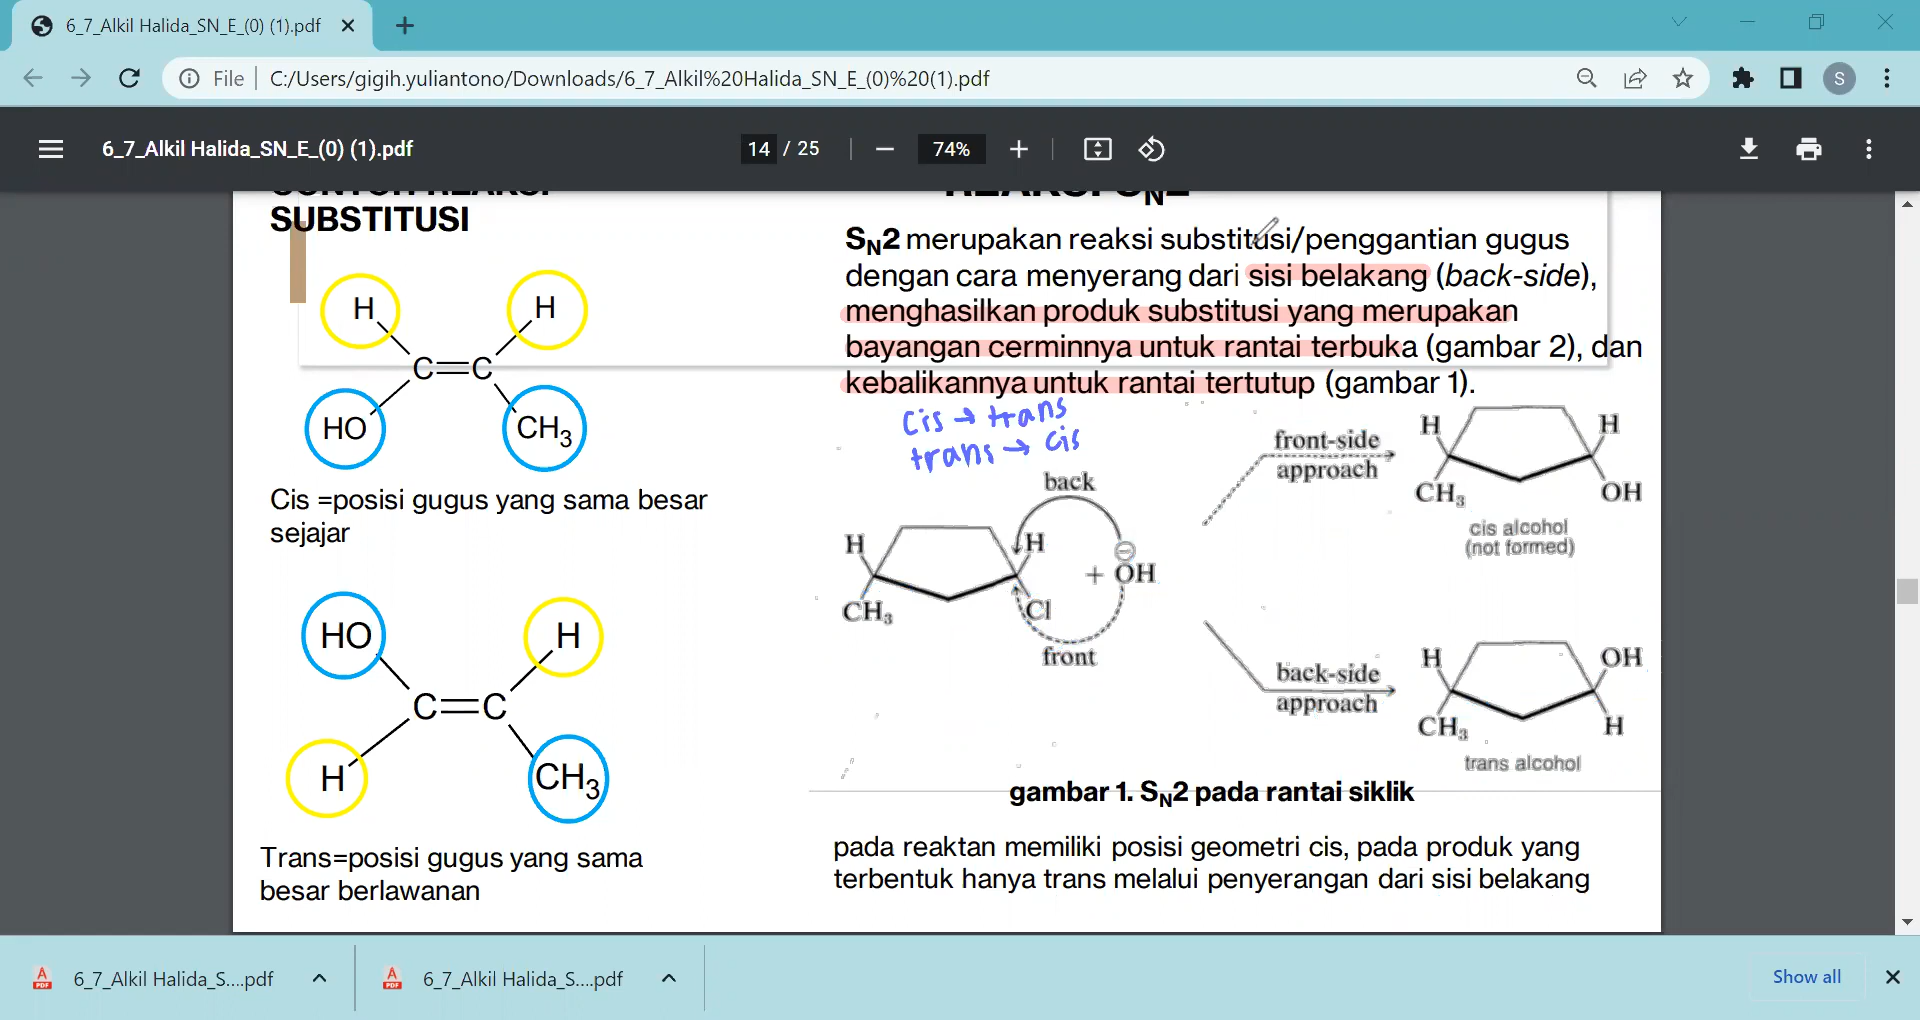 6_7_Alkil Halida_SN_E_(0) (1).pdf
File
C:/Users/gigih.yuliantono/Downloads/6_7_Alkil%20Halida_SN_E_(0)%20(1).pdf
S
6_7_Alkil Halida_SN_E_(0) (1).pdf
14 / 25
74%
SUBSTITUSI
H
H
C=C
HO
CH3
Cis =posisi gugus yang sama besar
sejajar
HO
H
C=C
H
CH3
Trans=posisi gugus yang sama
besar berlawanan
REAKSI SN2
SN2 merupakan reaksi substitusi/penggantian gugus
dengan cara menyerang dari sisi belakang (back-side),
menghasilkan produk substitusi yang merupakan
bayangan cerminnya untuk rantai terbuka (gambar 2), dan
kebalikannya untuk rantai tertutup (gambar 1).
Cis → trans
trans → cis
back
H
H
CH3
Cl
+ OH
⊖
front
front-side
approach
H
H
CH3
OH
cis alcohol
(not formed)
back-side
approach
H
OH
CH3
H
trans alcohol
gambar 1. SN2 pada rantai siklik
pada reaktan memiliki posisi geometri cis, pada produk yang
terbentuk hanya trans melalui penyerangan dari sisi belakang
6_7_Alkil Halida_S....pdf
6_7_Alkil Halida_S....pdf
Show all